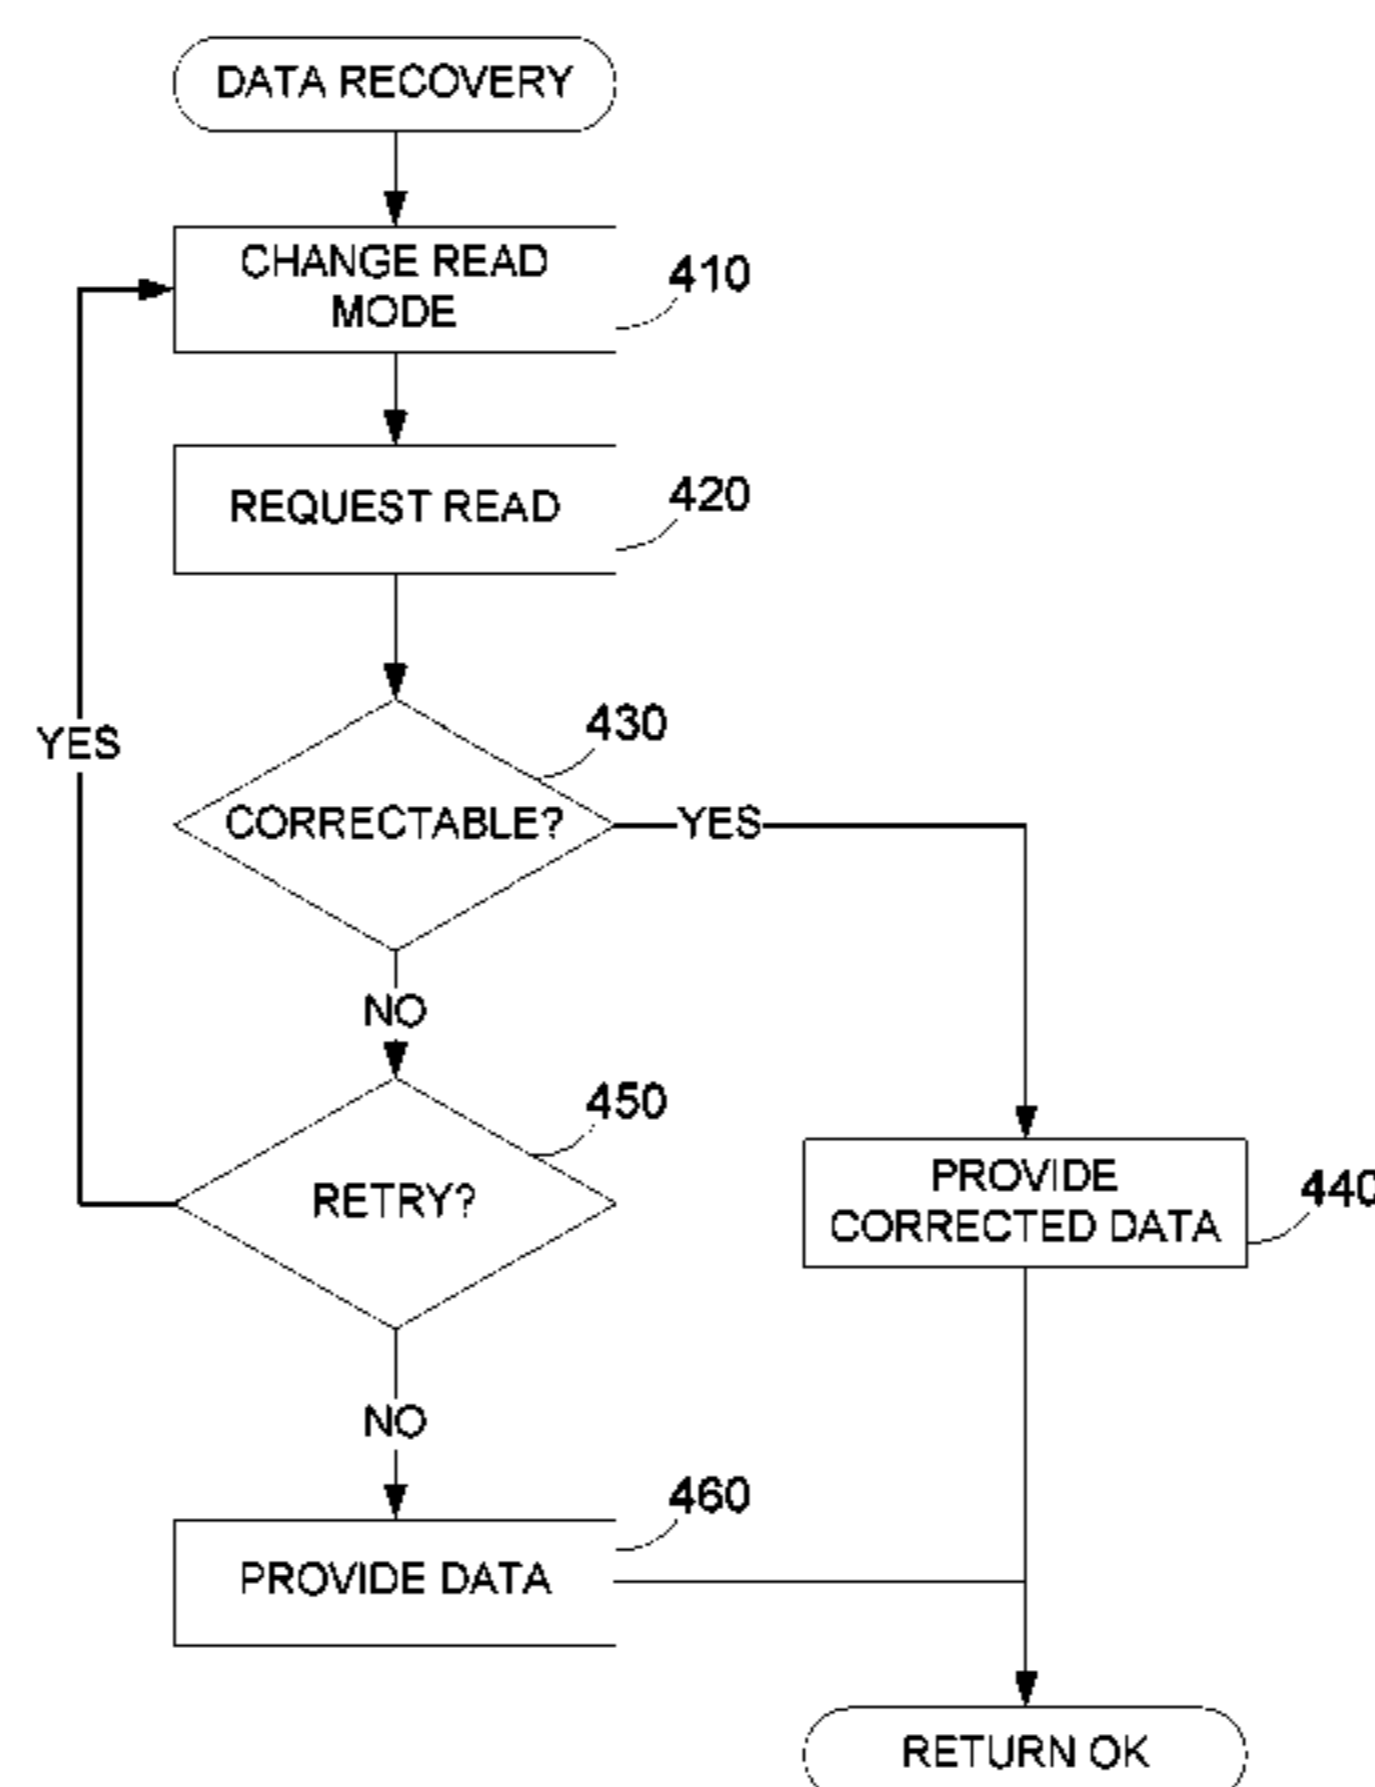 DATA RECOVERY
CHANGE READ
MODE
410
REQUEST READ
420
YES
430
CORRECTABLE?
YES
NO
450
RETRY?
PROVIDE
CORRECTED DATA
440
NO
460
PROVIDE DATA
RETURN OK